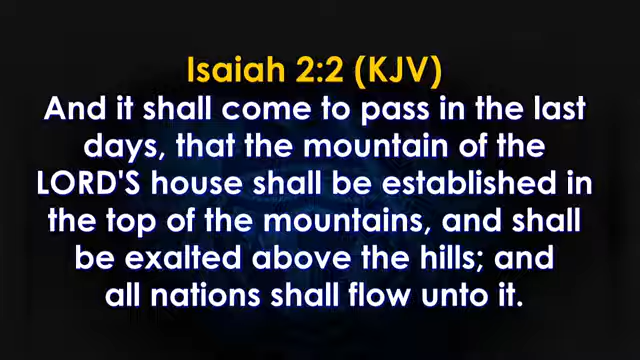 Isaiah 2:2 (KJV)
And it shall come to pass in the last
days, that the mountain of the
LORD'S house shall be established in
the top of the mountains, and shall
be exalted above the hills; and
all nations shall flow unto it.